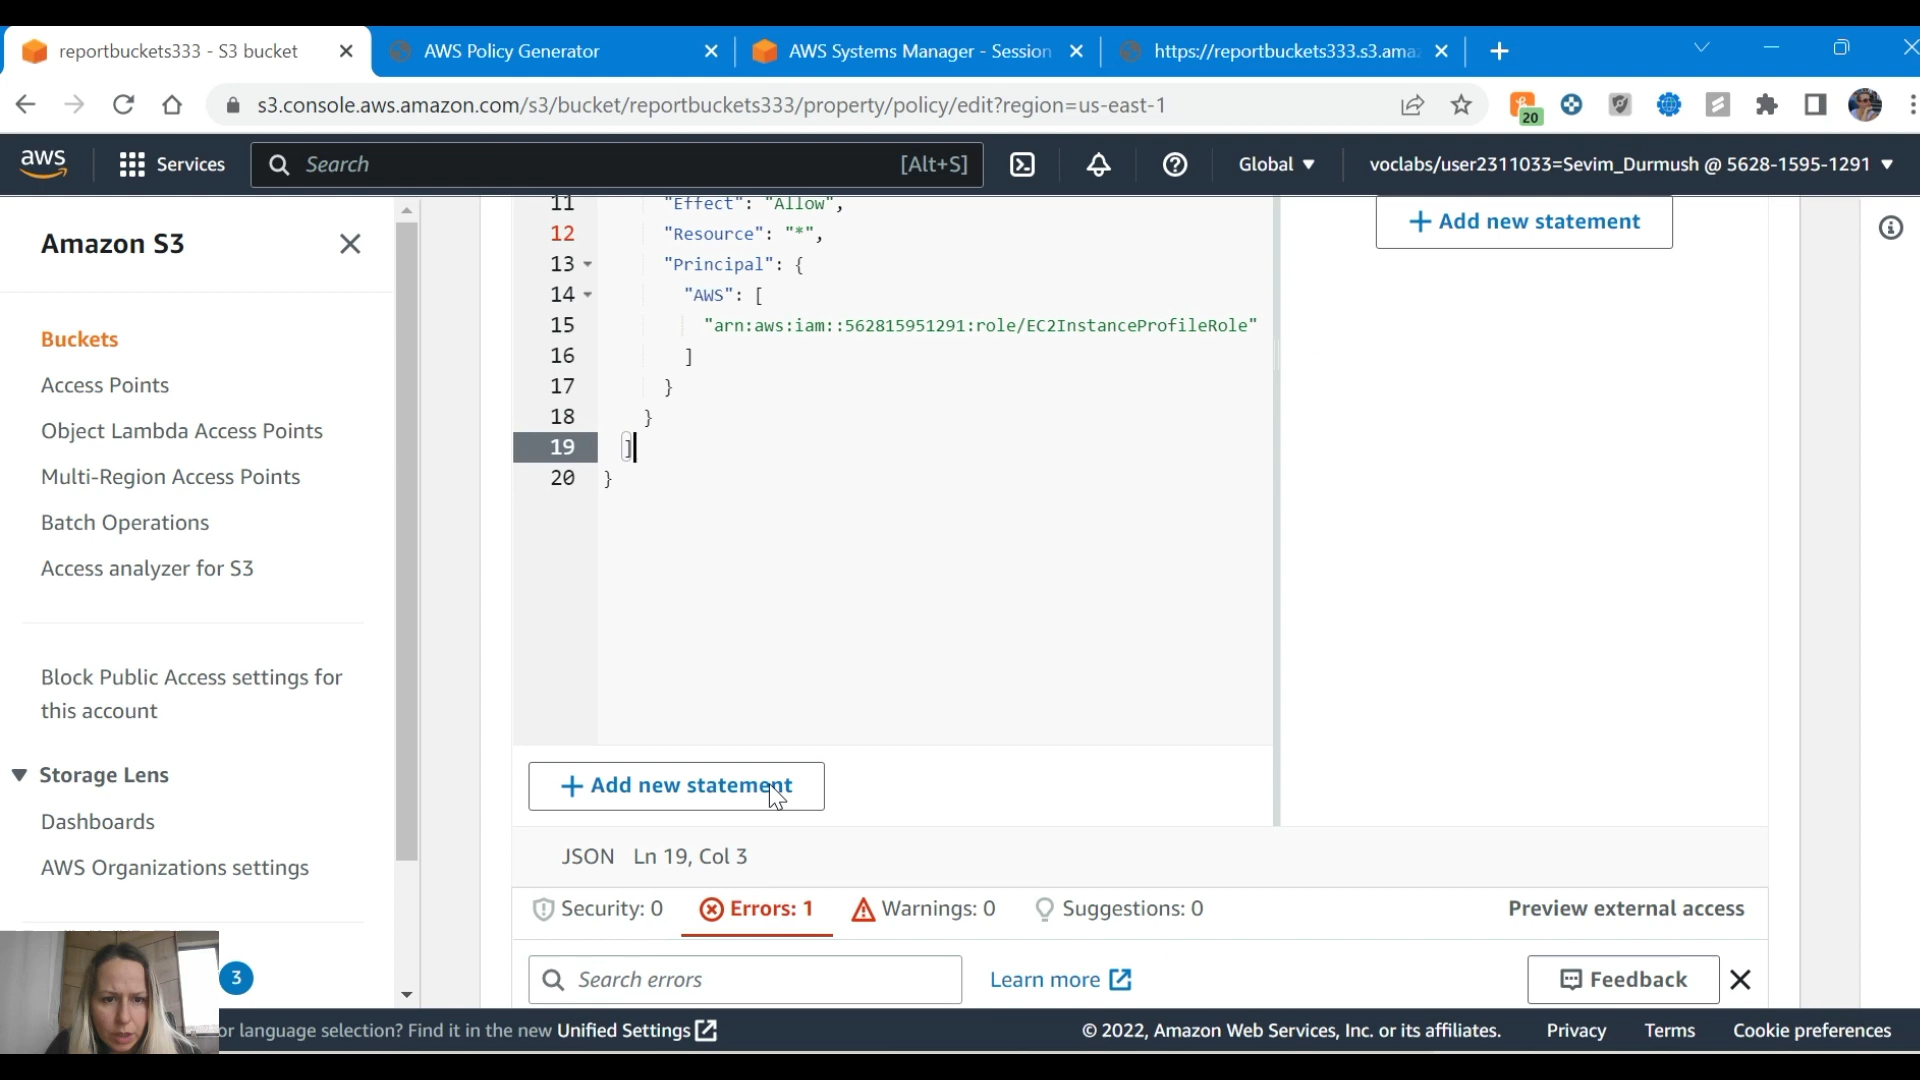 reportbuckets333 - S3 bucket
AWS Policy Generator
AWS Systems Manager - Session
https://reportbuckets333.s3.ama
s3.console.aws.amazon.com/s3/bucket/reportbuckets333/property/policy/edit?region=us-east-1
20
aws
Services
Search
[Alt+S]
Global
voclabs/user2311033=Sevim_Durmush @ 5628-1595-1291
Amazon S3
Buckets
Access Points
Object Lambda Access Points
Multi-Region Access Points
Batch Operations
Access analyzer for S3
Block Public Access settings for
this account
Storage Lens
Dashboards
AWS Organizations settings
3
11 "Effect": "Allow",
12 "Resource": "*",
13 "Principal": {
14 "AWS": [
15 "arn:aws:iam::562815951291:role/EC2InstanceProfileRole"
16 ]
17 }
18 }
19 ]
20 }
+ Add new statement
+ Add new statement
JSON Ln 19, Col 3
Security: 0
Errors: 1
Warnings: 0
Suggestions: 0
Preview external access
Search errors
Learn more
Feedback
or language selection? Find it in the new Unified Settings
© 2022, Amazon Web Services, Inc. or its affiliates.
Privacy
Terms
Cookie preferences